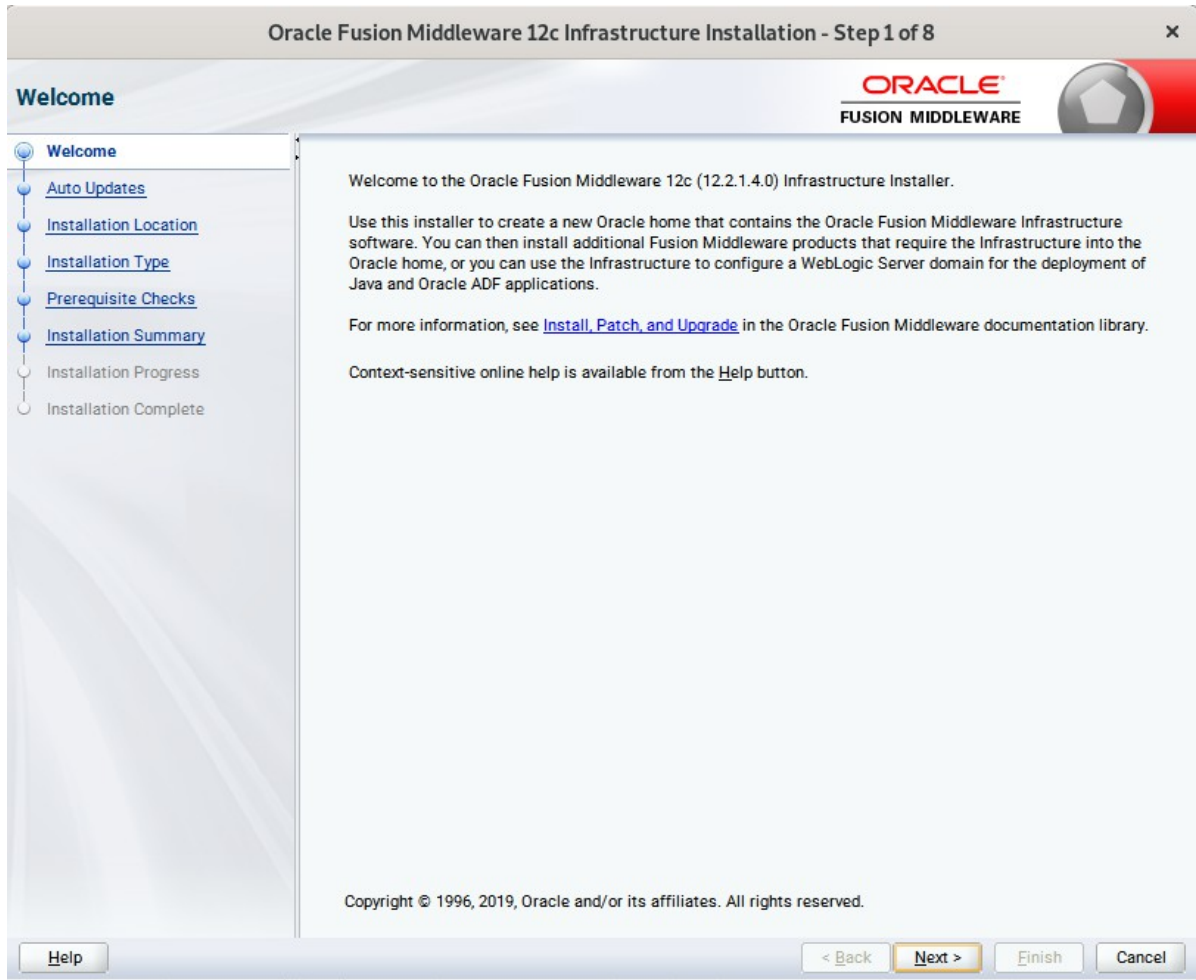 Oracle Fusion Middleware 12c Infrastructure Installation - Step 1 of 8
Welcome
ORACLE
FUSION MIDDLEWARE
Welcome
Auto Updates
Installation Location
Installation Type
Prerequisite Checks
Installation Summary
Installation Progress
Installation Complete
Welcome to the Oracle Fusion Middleware 12c (12.2.1.4.0) Infrastructure Installer.
Use this installer to create a new Oracle home that contains the Oracle Fusion Middleware Infrastructure
software. You can then install additional Fusion Middleware products that require the Infrastructure into the
Oracle home, or you can use the Infrastructure to configure a WebLogic Server domain for the deployment of
Java and Oracle ADF applications.
For more information, see Install, Patch, and Upgrade in the Oracle Fusion Middleware documentation library.
Context-sensitive online help is available from the Help button.
Copyright © 1996, 2019, Oracle and/or its affiliates. All rights reserved.
Help
< Back
Next >
Finish
Cancel